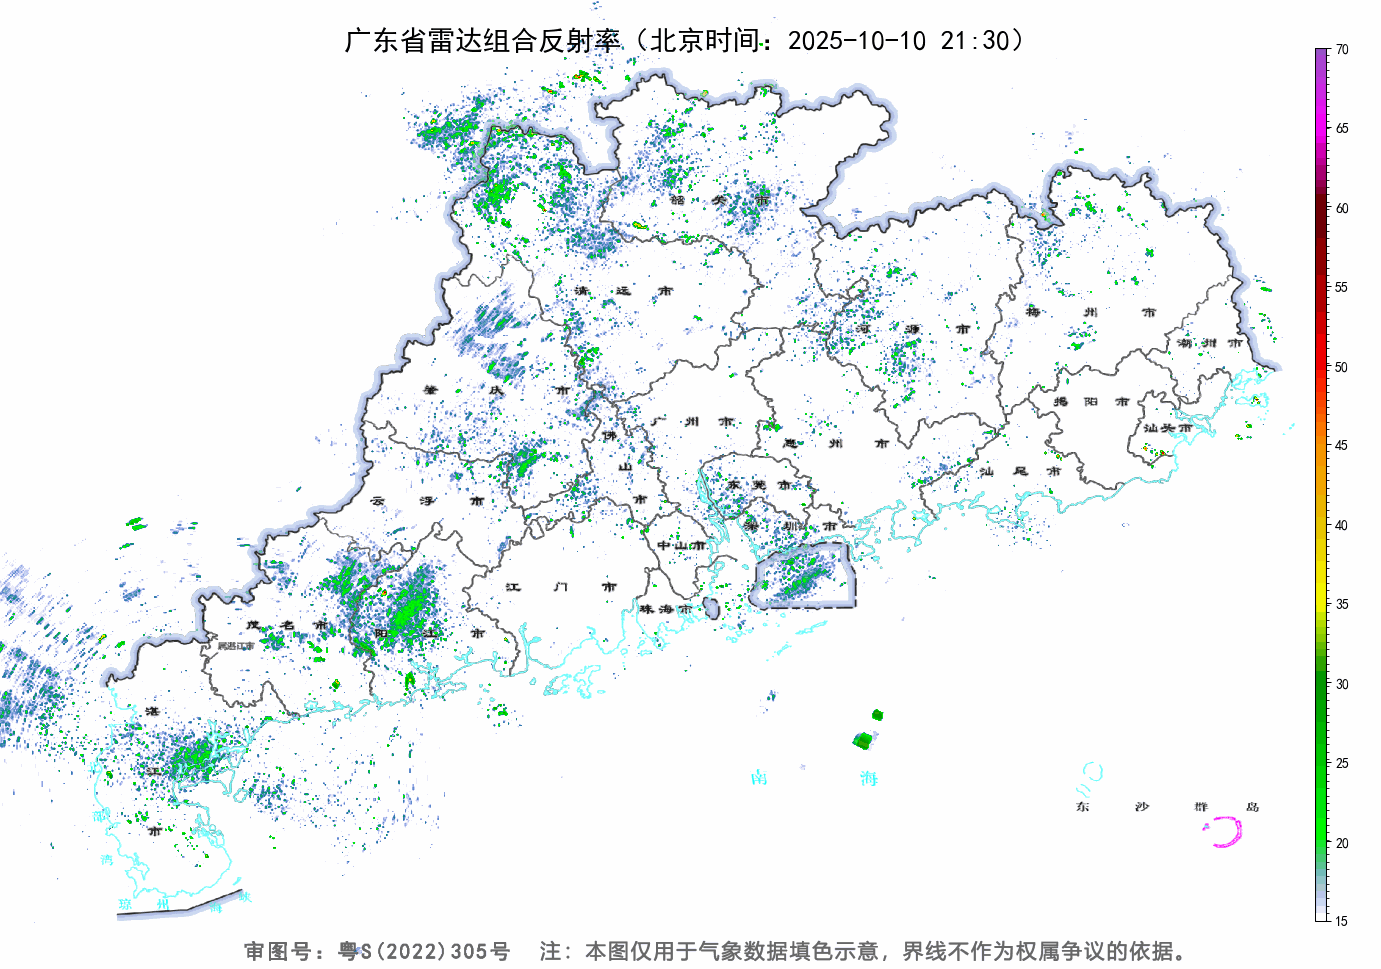 广东省雷达组合反射率（北京时间：2025-10-10 21:30）
70
65
60
55
50
45
40
35
30
25
20
15
韶关市
清远市
河源市
梅州市
潮州市
肇庆市
广州市
惠州市
揭阳市
汕头市
佛山市
云浮市
东莞市
汕尾市
深圳市
中山市
江门市
珠海市
茂名市
阳江市
属湛江市
湛江市
南海
东沙群岛
湾
琼州海峡
审图号：粤S(2022)305号 注：本图仅用于气象数据填色示意，界线不作为权属争议的依据。